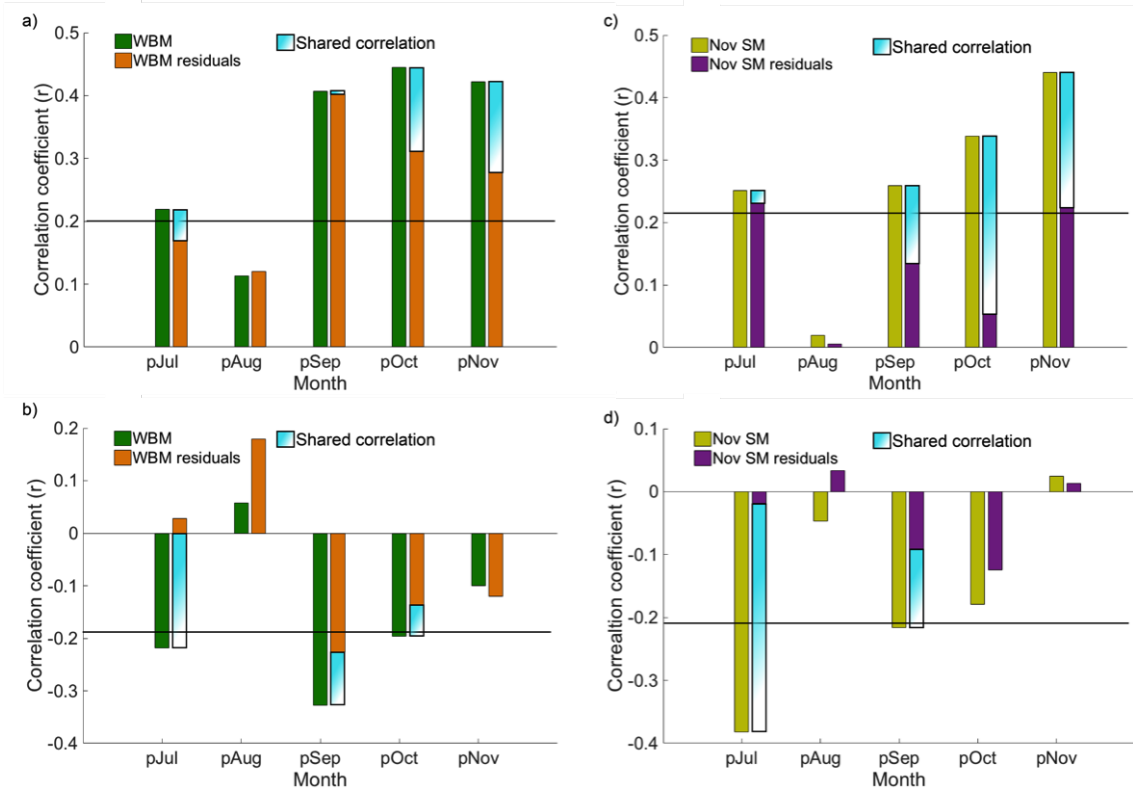 a)
WBM
WBM residuals
Shared correlation
Correlation coefficient (r)
0.5
0.4
0.3
0.2
0.1
0
pJul pAug pSep pOct pNov
Month
c)
Nov SM
Nov SM residuals
Shared correlation
Correlation coefficient (r)
0.5
0.4
0.3
0.2
0.1
0
pJul pAug pSep pOct pNov
Month
b)
WBM
WBM residuals
Shared correlation
Correlation coefficient (r)
0.2
0.1
0
-0.1
-0.2
-0.3
-0.4
pJul pAug pSep pOct pNov
Month
d)
Nov SM
Nov SM residuals
Shared correlation
Correaltion coefficient (r)
0.1
0
-0.1
-0.2
-0.3
-0.4
pJul pAug pSep pOct pNov
Month